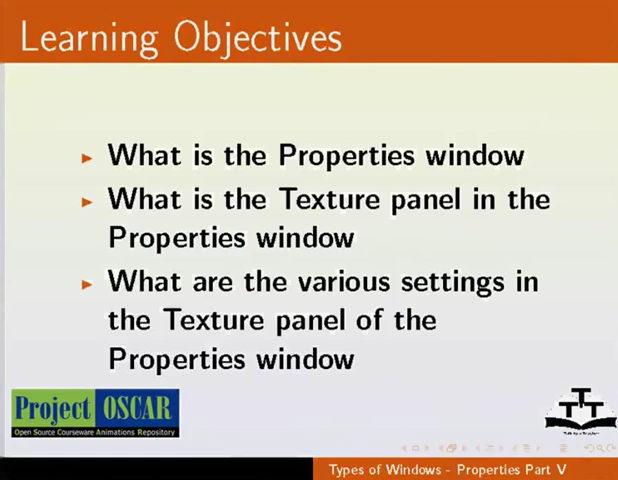 Learning Objectives
What is the Properties window
What is the Texture panel in the
Properties window
What are the various settings in
the Texture panel of the
Properties window
Project OSCAR
Open Source Courseware Animations Repository
TTT
Types of Windows - Properties Part V